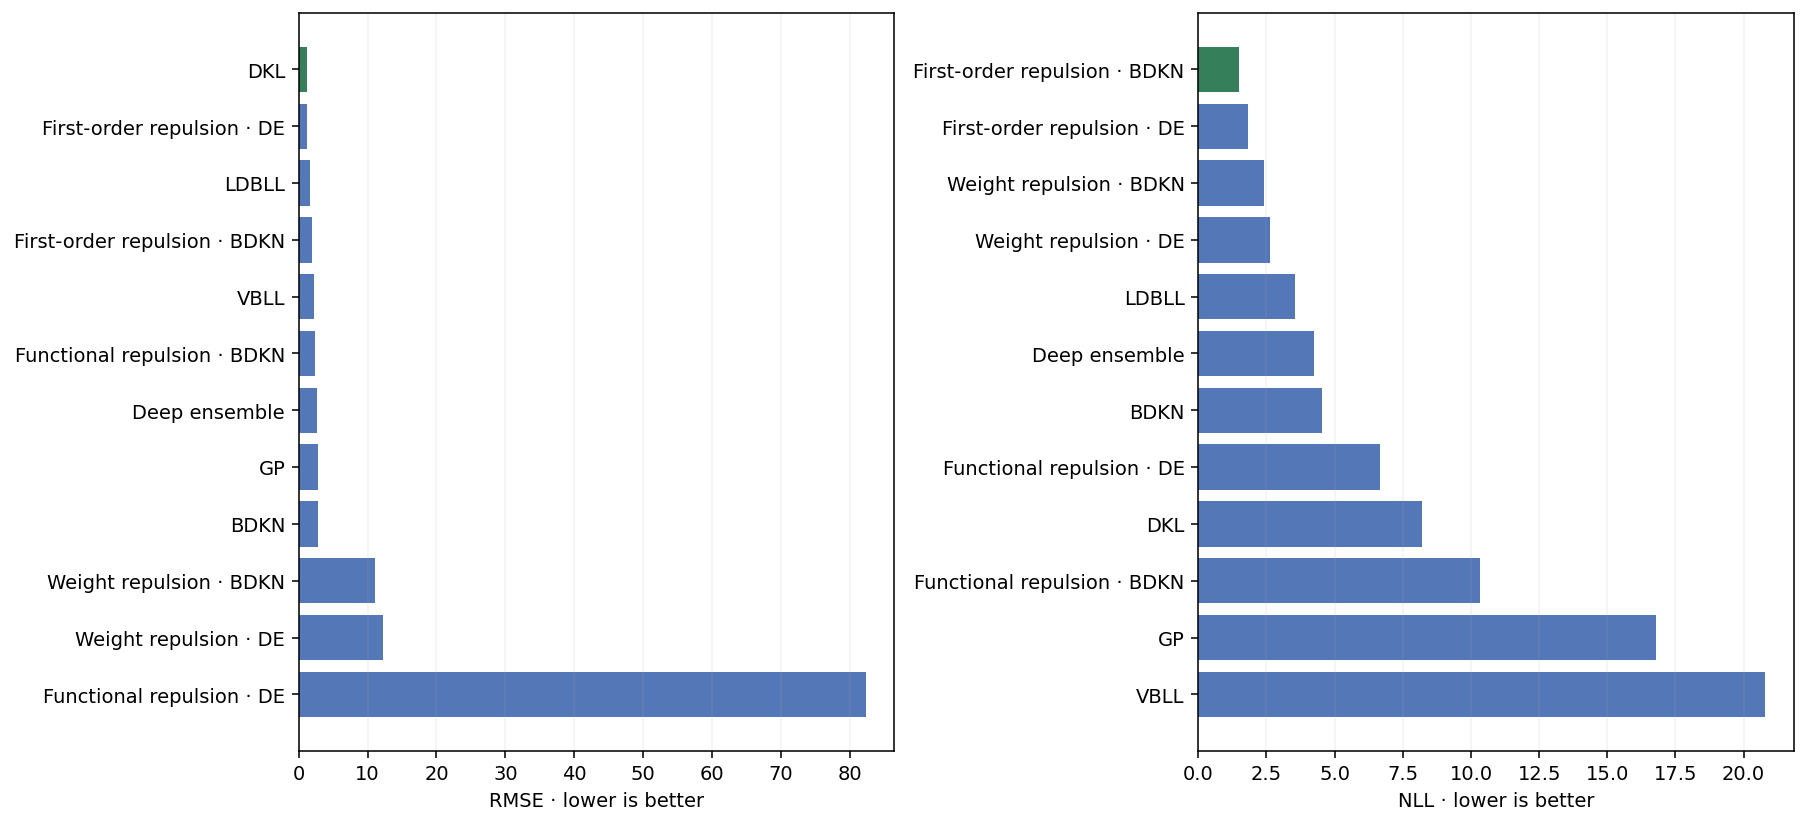 DKL
First-order repulsion · DE
LDBLL
First-order repulsion · BDKN
VBLL
Functional repulsion · BDKN
Deep ensemble
GP
BDKN
Weight repulsion · BDKN
Weight repulsion · DE
Functional repulsion · DE
0 10 20 30 40 50 60 70 80
RMSE · lower is better
First-order repulsion · BDKN
First-order repulsion · DE
Weight repulsion · BDKN
Weight repulsion · DE
LDBLL
Deep ensemble
BDKN
Functional repulsion · DE
DKL
Functional repulsion · BDKN
GP
VBLL
0.0 2.5 5.0 7.5 10.0 12.5 15.0 17.5 20.0
NLL · lower is better